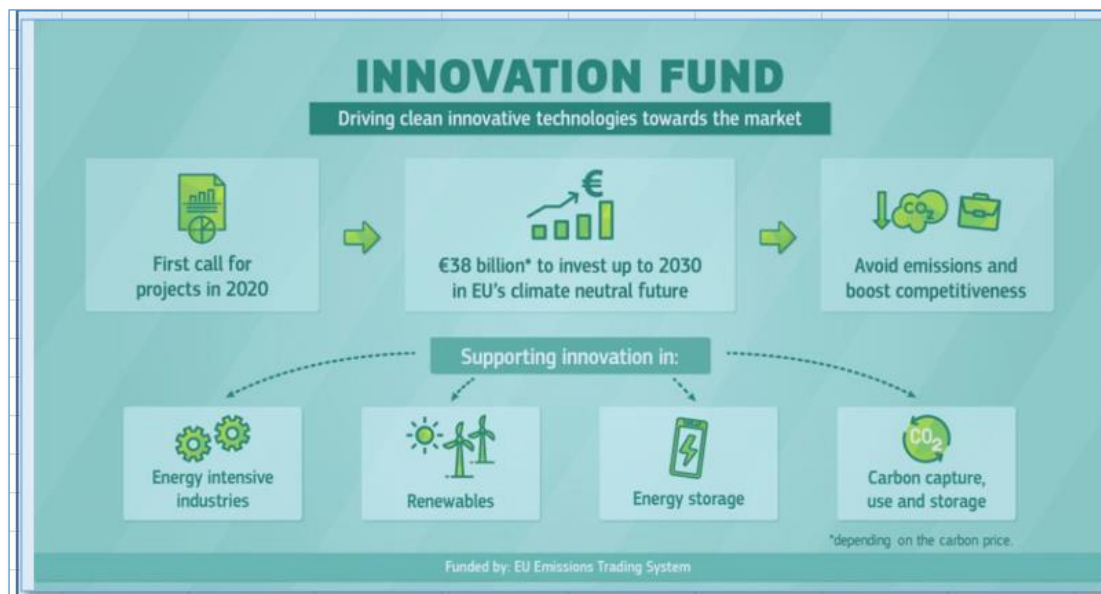 INNOVATION FUND
Driving clean innovative technologies towards the market
First call for
projects in 2020
€
€38 billion* to invest up to 2030
in EU's climate neutral future
CO2
Avoid emissions and
boost competitiveness
Supporting innovation in:
Energy intensive
industries
Renewables
Energy storage
CO2
Carbon capture,
use and storage
*depending on the carbon price.
Funded by: EU Emissions Trading System